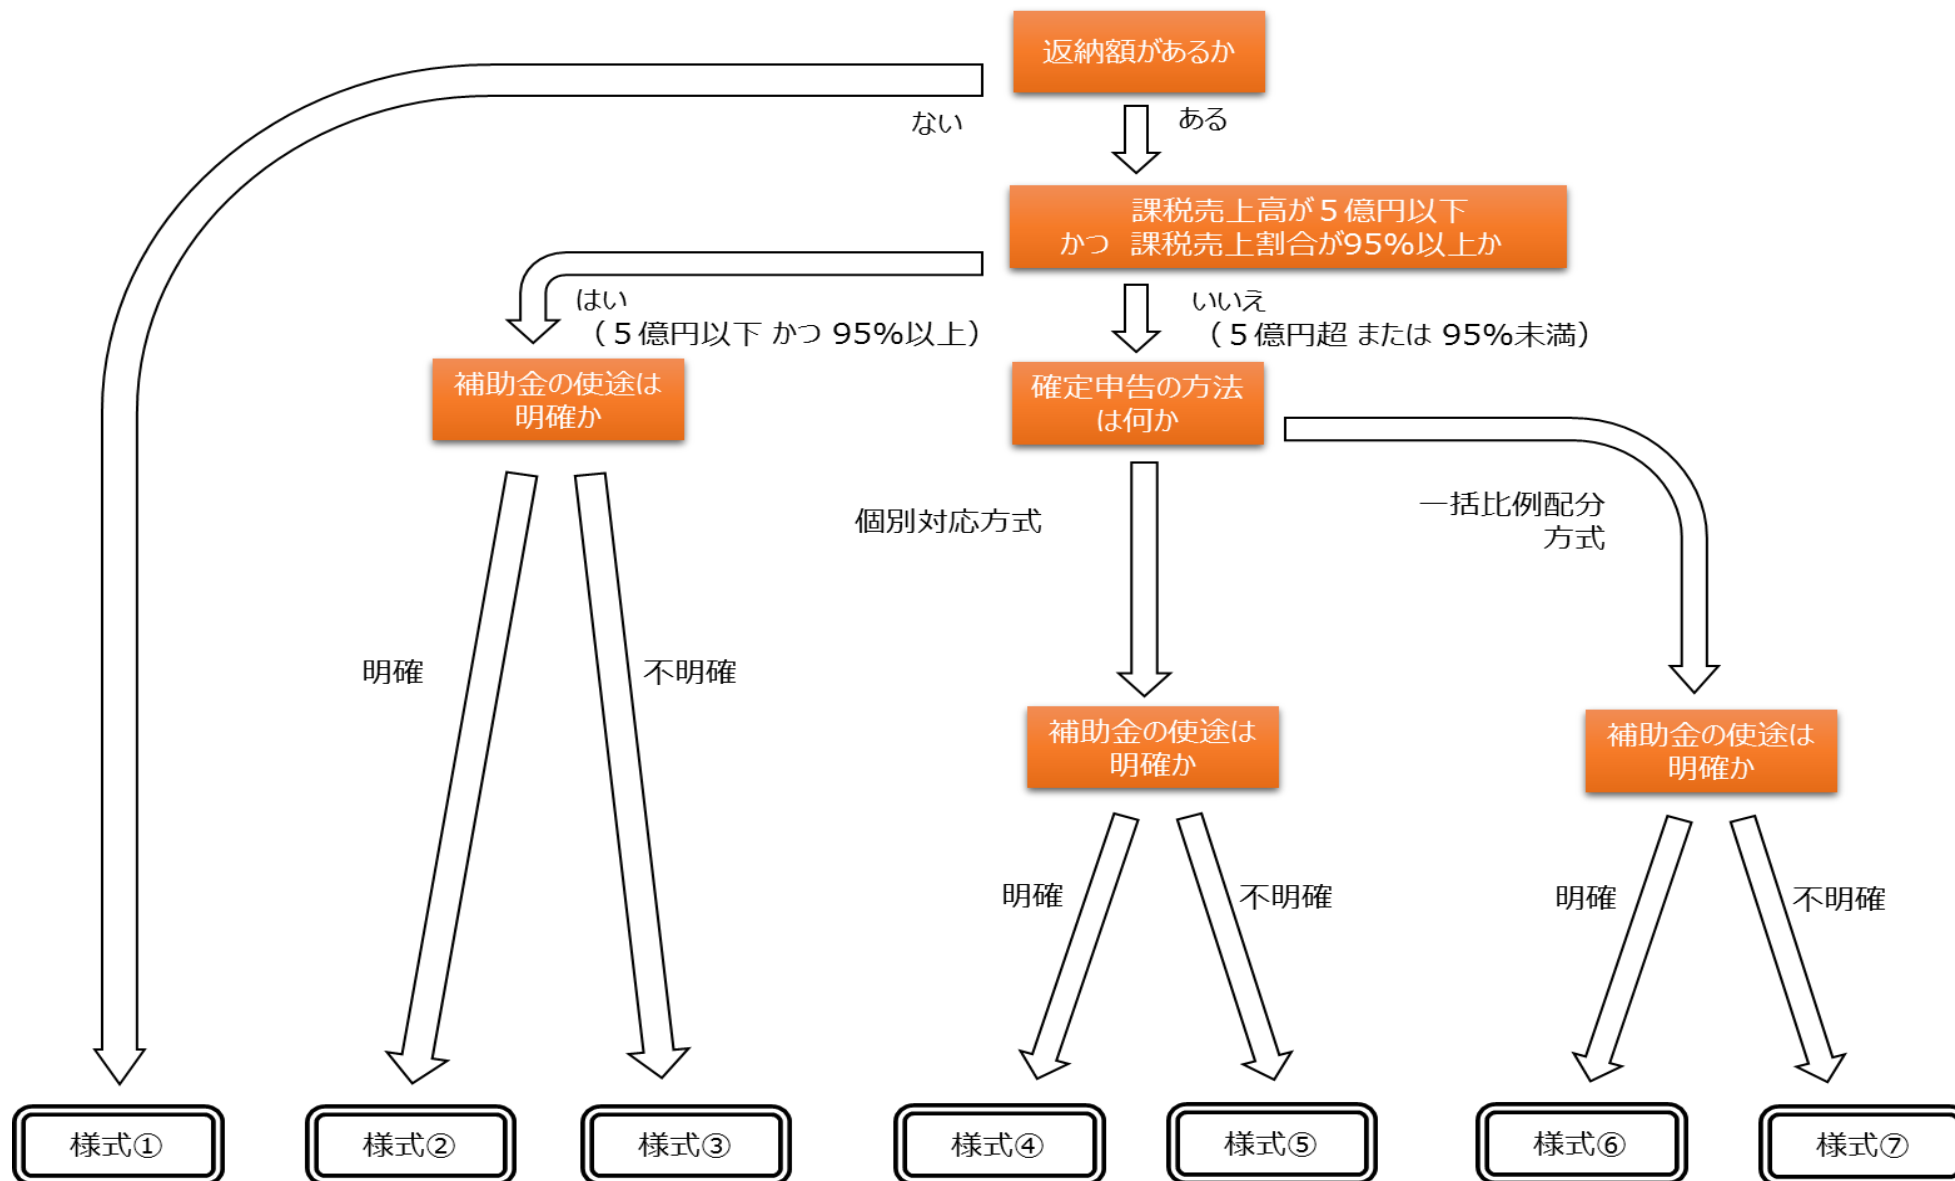 返納額があるか
ない
ある
課税売上高が５億円以下
かつ 課税売上割合が95%以上か
はい
（５億円以下 かつ 95%以上）
いいえ
（５億円超 または 95%未満）
補助金の使途は
明確か
確定申告の方法
は何か
個別対応方式
一括比例配分
方式
明確
不明確
補助金の使途は
明確か
補助金の使途は
明確か
明確
不明確
明確
不明確
様式①
様式②
様式③
様式④
様式⑤
様式⑥
様式⑦